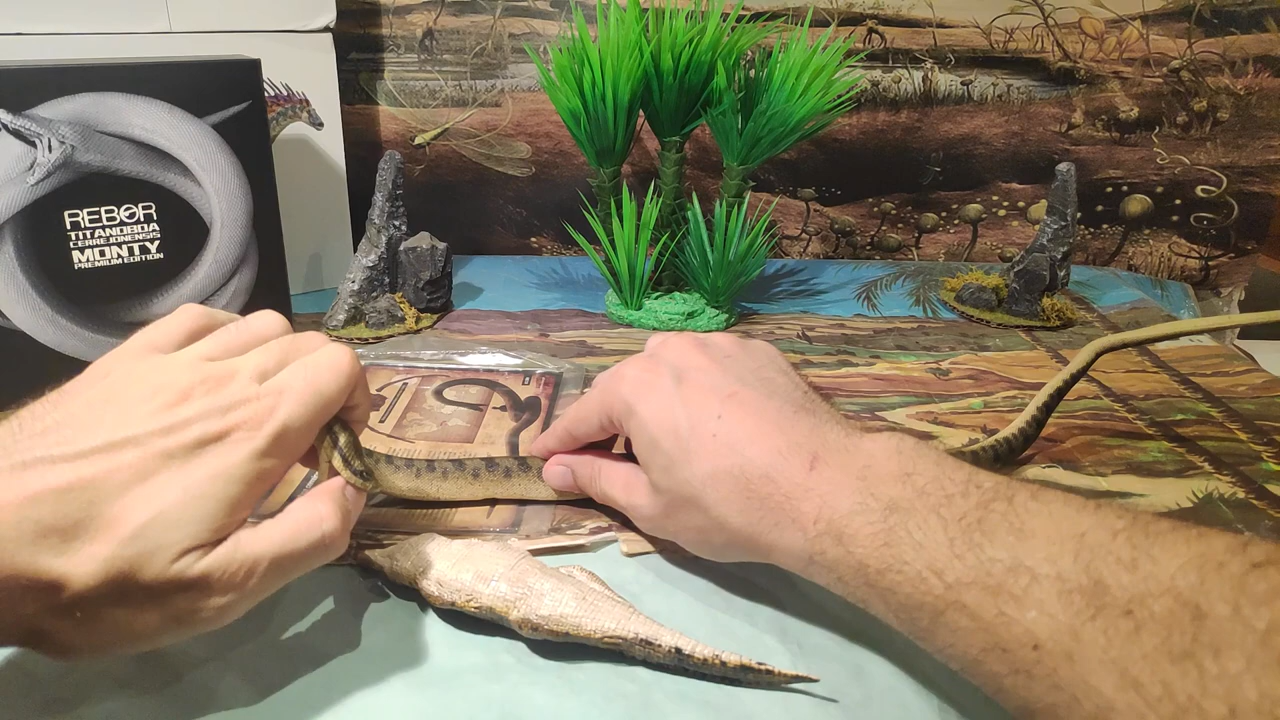 REBOR
TITANOBOA
CERREJONENSIS
MONTY
PREMIUM EDITION